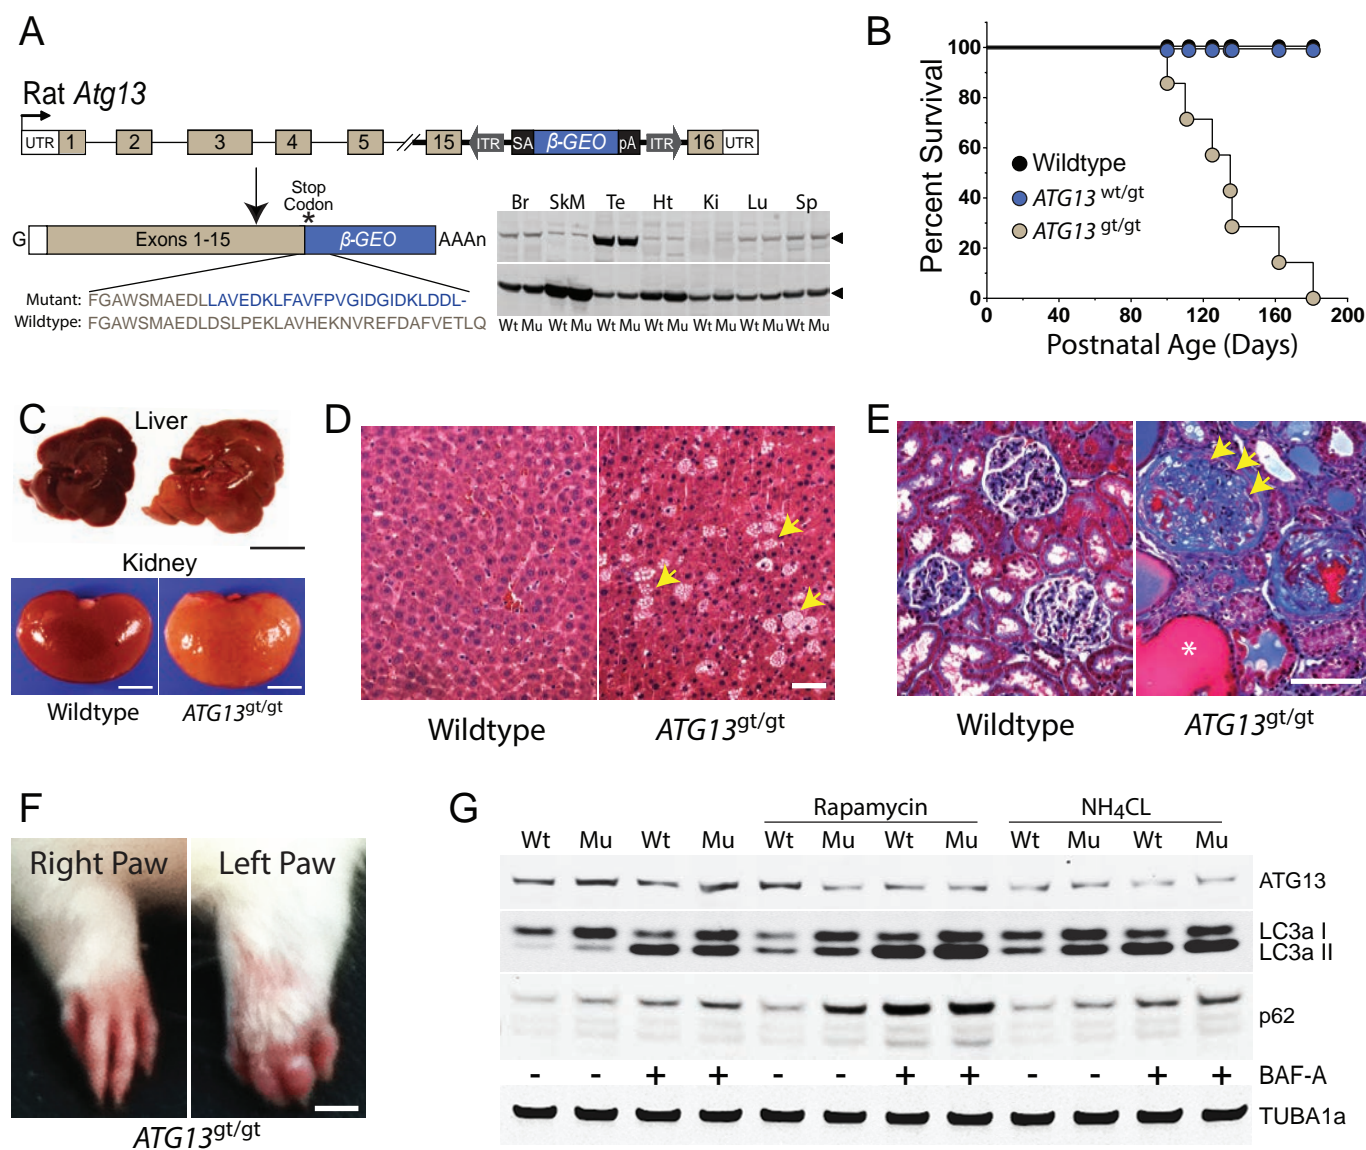 A
Rat Atg13
UTR 1 2 3 4 5 15 ITR SA β-GEO pA ITR 16 UTR
Stop
Codon
*
G Exons 1-15 β-GEO AAAn
Mutant: FGAWSMAEDLLAVEDKLFAVFPVGIDGIDKLDDL-
Wildtype: FGAWSMAEDLDSLPEKLAVHEKNVREFDAFVETLQ
Br SkM Te Ht Ki Lu Sp
Wt Mu Wt Mu Wt Mu Wt Mu Wt Mu Wt Mu Wt Mu
B
Percent Survival
100
80
60
40
20
0
Wildtype
ATG13 wt/gt
ATG13 gt/gt
0 40 80 120 160 200
Postnatal Age (Days)
C
Liver
Kidney
Wildtype ATG13gt/gt
D
Wildtype ATG13gt/gt
E
*
Wildtype ATG13gt/gt
F
Right Paw Left Paw
ATG13gt/gt
G
Rapamycin NH4CL
Wt Mu Wt Mu Wt Mu Wt Mu Wt Mu Wt Mu
ATG13
LC3a I
LC3a II
p62
- - + + - - + + - - + + BAF-A
TUBA1a